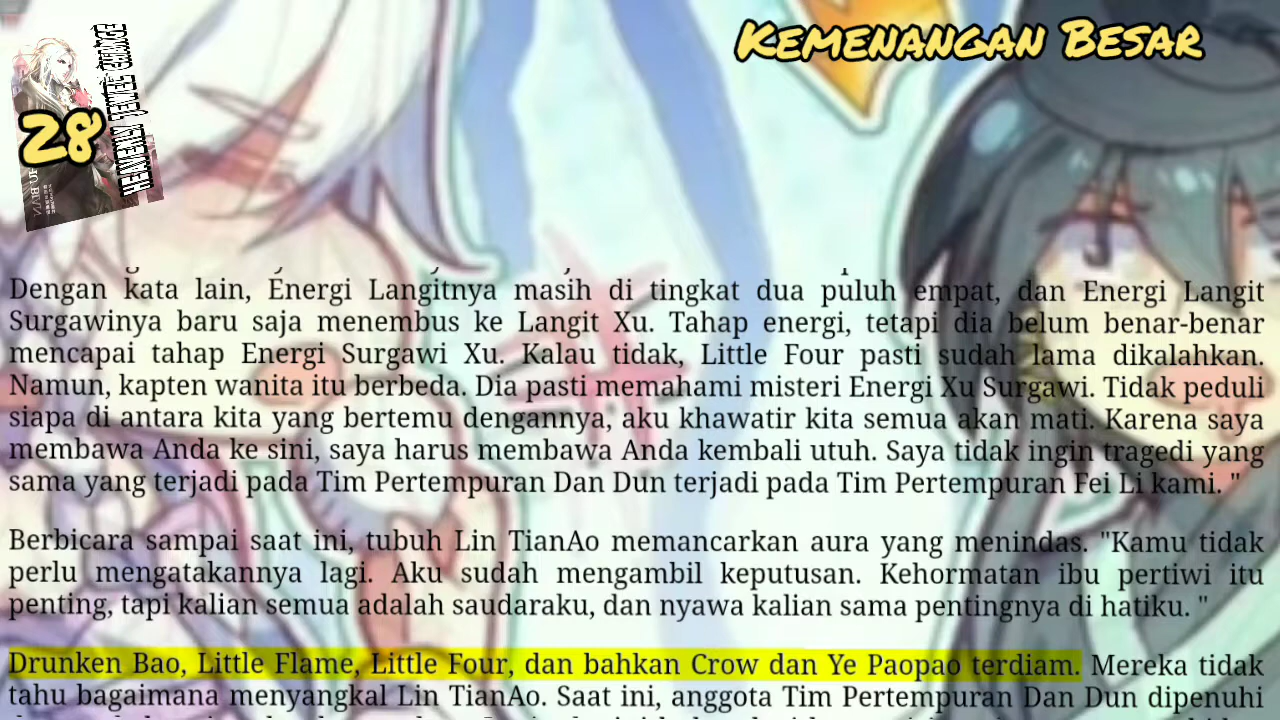 Kemenangan Besar
28
HEAVENLY JEWEL CHANGE
Dengan kata lain, Energi Langitnya masih di tingkat dua puluh empat, dan Energi Langit
Surgawinya baru saja menembus ke Langit Xu. Tahap energi, tetapi dia belum benar-benar
mencapai tahap Energi Surgawi Xu. Kalau tidak, Little Four pasti sudah lama dikalahkan.
Namun, kapten wanita itu berbeda. Dia pasti memahami misteri Energi Xu Surgawi. Tidak peduli
siapa di antara kita yang bertemu dengannya, aku khawatir kita semua akan mati. Karena saya
membawa Anda ke sini, saya harus membawa Anda kembali utuh. Saya tidak ingin tragedi yang
sama yang terjadi pada Tim Pertempuran Dan Dun terjadi pada Tim Pertempuran Fei Li kami. "
Berbicara sampai saat ini, tubuh Lin TianAo memancarkan aura yang menindas. "Kamu tidak
perlu mengatakannya lagi. Aku sudah mengambil keputusan. Kehormatan ibu pertiwi itu
penting, tapi kalian semua adalah saudaraku, dan nyawa kalian sama pentingnya di hatiku. "
Drunken Bao, Little Flame, Little Four, dan bahkan Crow dan Ye Paopao terdiam. Mereka tidak
tahu bagaimana menyangkal Lin TianAo. Saat ini, anggota Tim Pertempuran Dan Dun dipenuhi